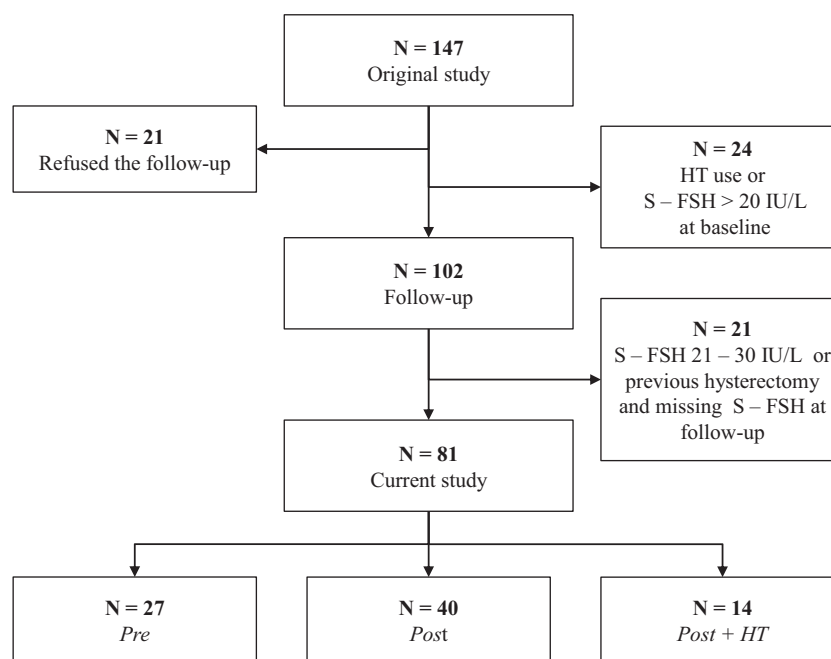 N = 147
Original study
N = 21
Refused the follow-up
N = 24
HT use or
S – FSH > 20 IU/L
at baseline
N = 102
Follow-up
N = 21
S – FSH 21 – 30 IU/L or
previous hysterectomy
and missing S – FSH at
follow-up
N = 81
Current study
N = 27
Pre
N = 40
Post
N = 14
Post + HT